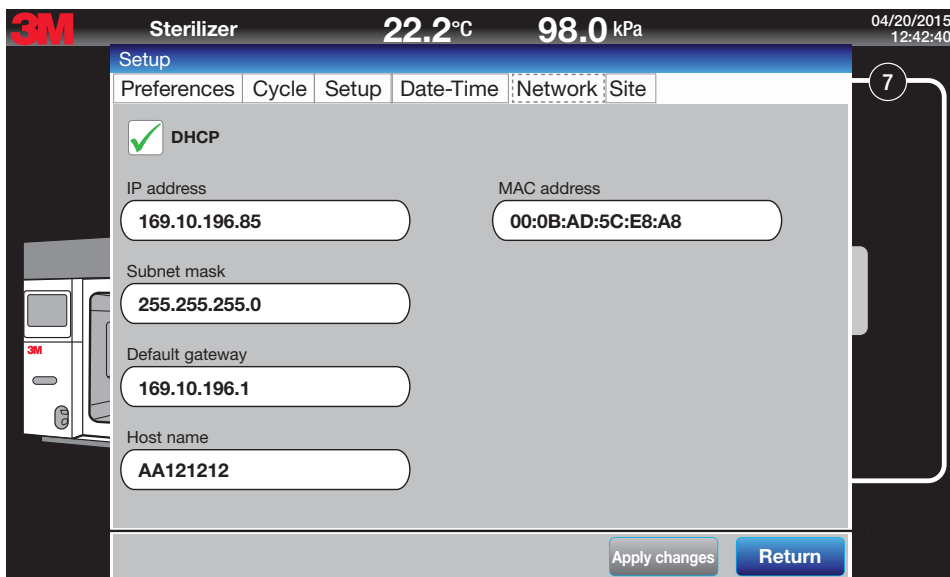 3M Sterilizer 22.2°C 98.0 kPa 04/20/2015
12:42:40
Setup
Preferences Cycle Setup Date-Time Network Site
7
DHCP
IP address MAC address
169.10.196.85 00:0B:AD:5C:E8:A8
Subnet mask
255.255.255.0
Default gateway
169.10.196.1
3M
Host name
AA121212
Apply changes Return